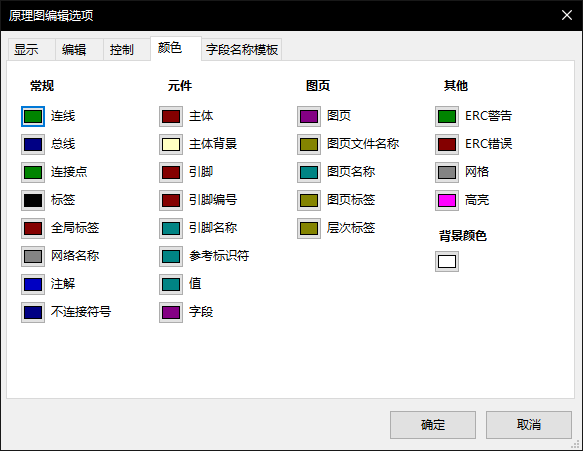 原理图编辑选项
显示 编辑 控制 颜色 字段名称模板
常规 元件 图页 其他
连线 主体 图页 ERC警告
总线 主体背景 图页文件名称 ERC错误
连接点 引脚 图页名称 网格
标签 引脚编号 图页标签 高亮
全局标签 引脚名称 层次标签 背景颜色
网络名称 参考标识符
注解 值
不连接符号 字段
确定 取消